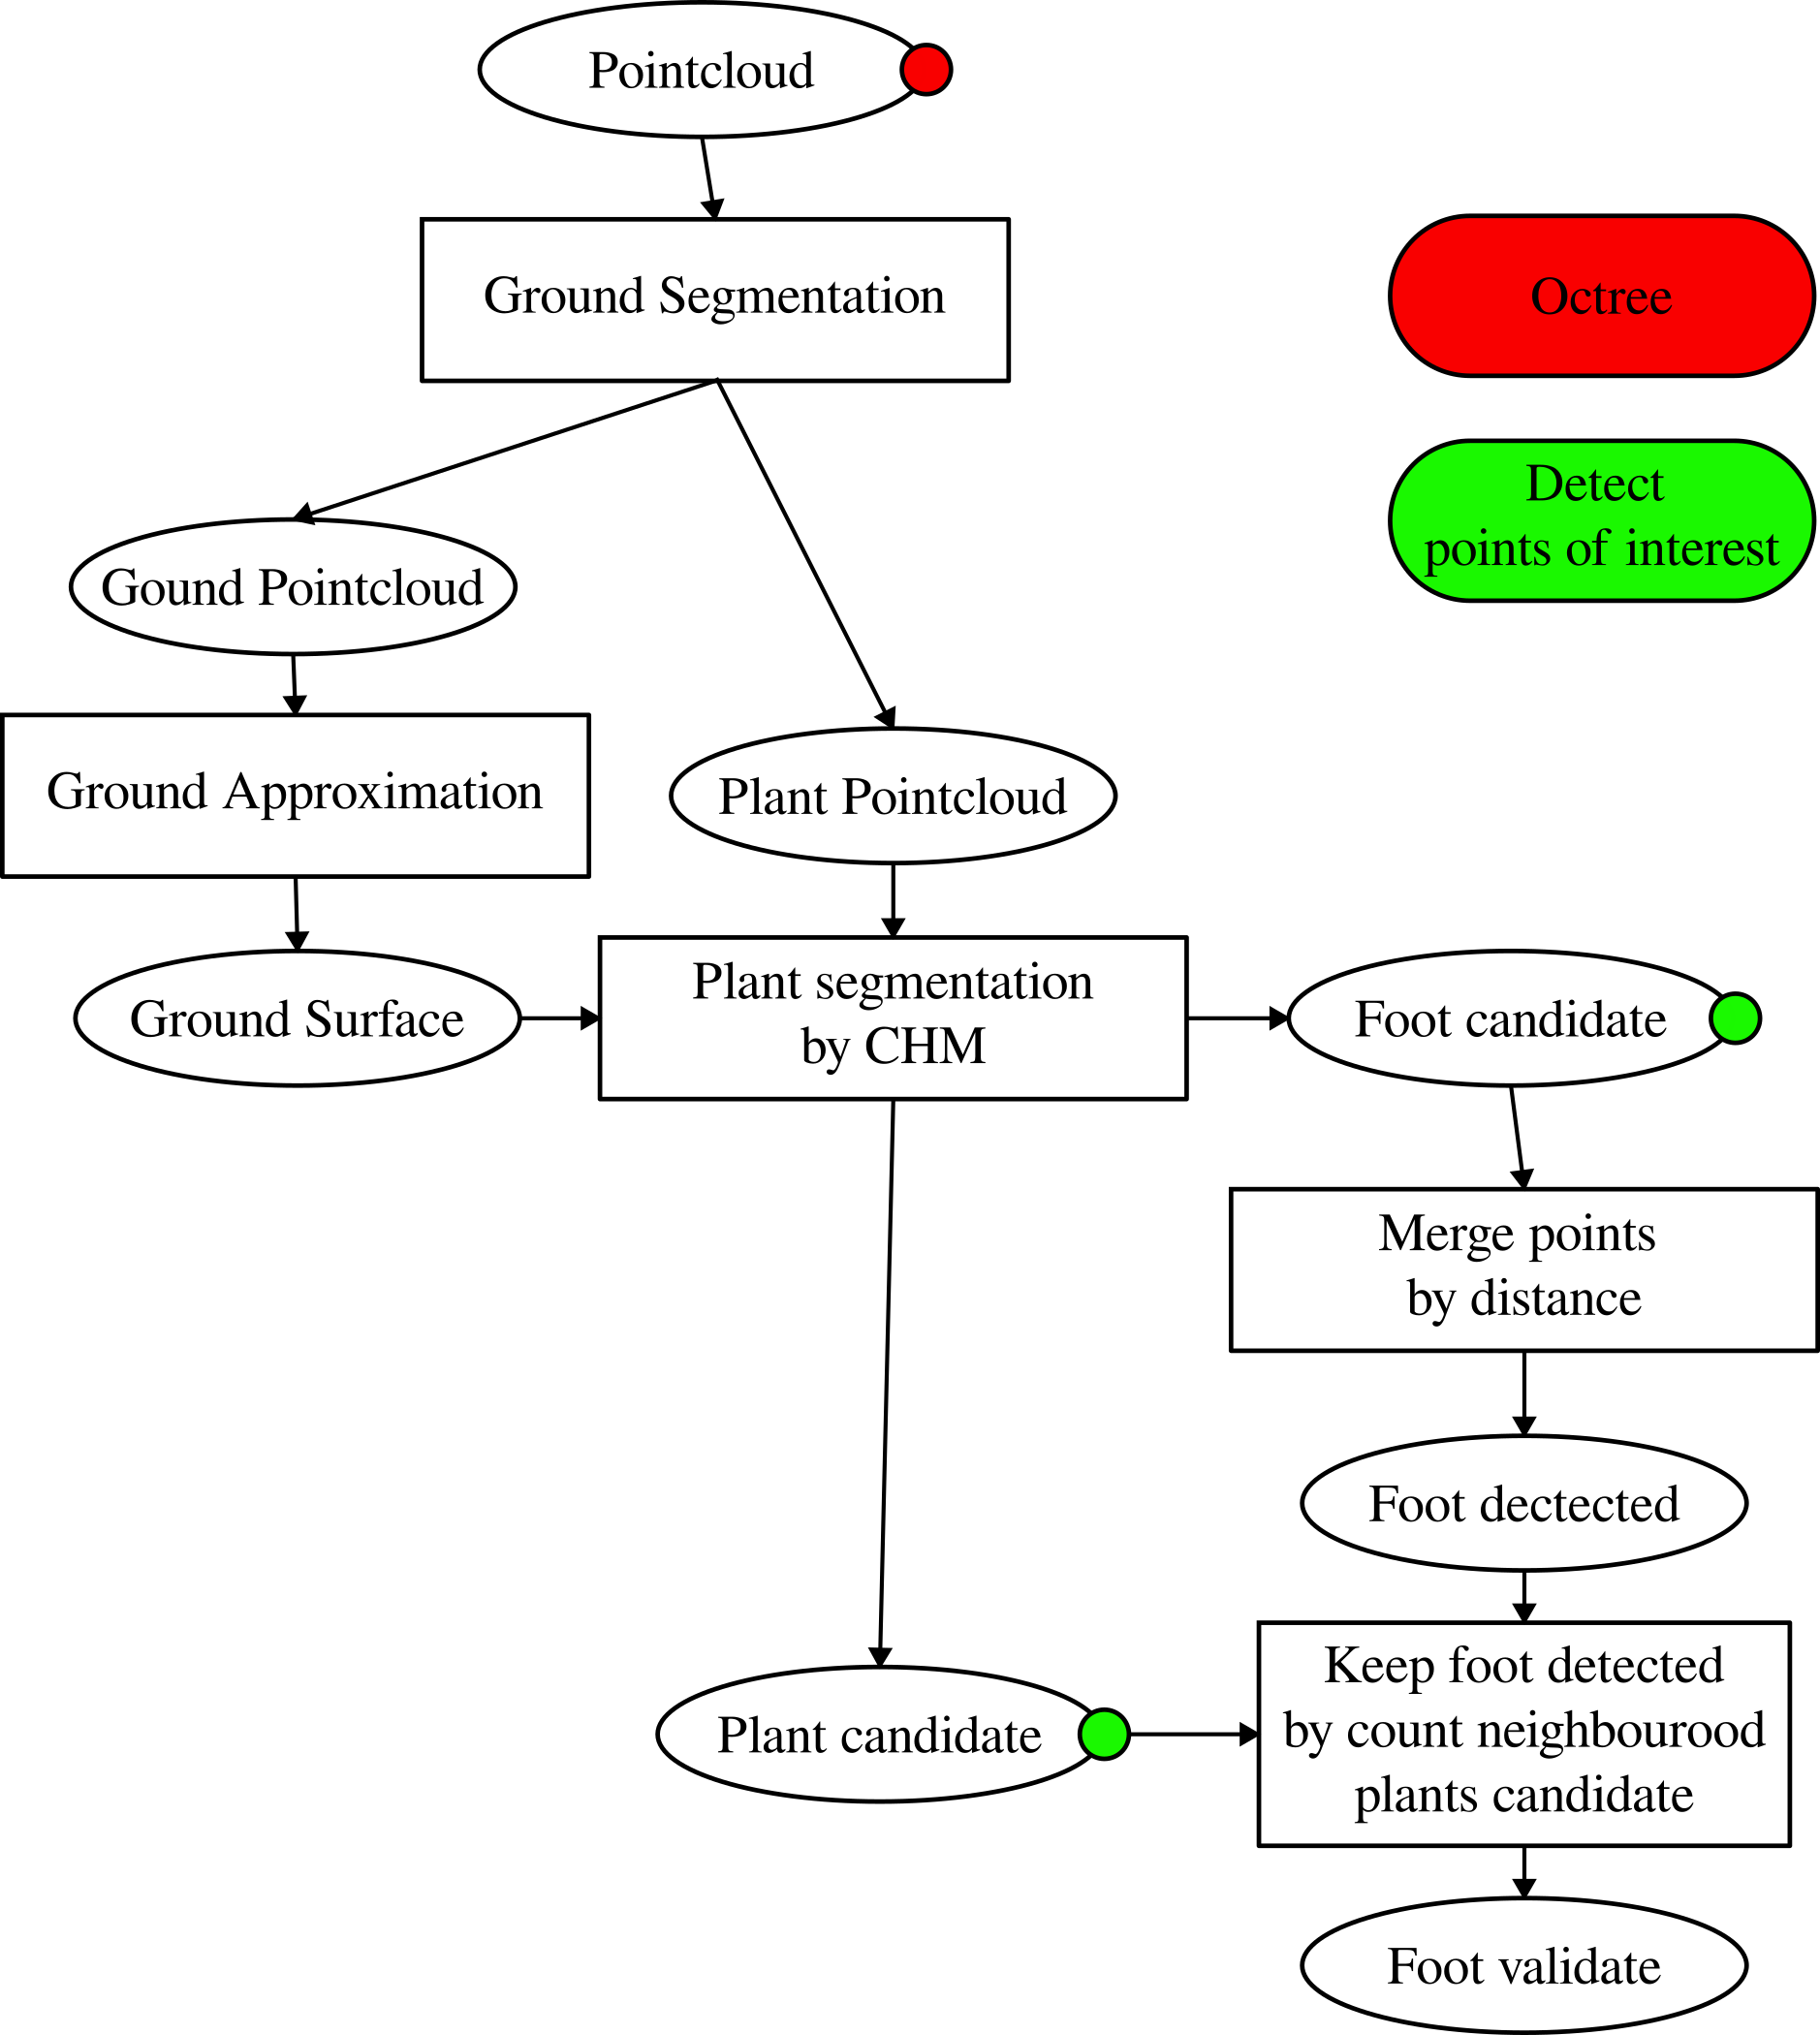 Pointcloud
Ground Segmentation
Octree
Detect
points of interest
Gound Pointcloud
Ground Approximation
Plant Pointcloud
Ground Surface
Plant segmentation
by CHM
Foot candidate
Merge points
by distance
Foot dectected
Plant candidate
Keep foot detected
by count neighbourood
plants candidate
Foot validate